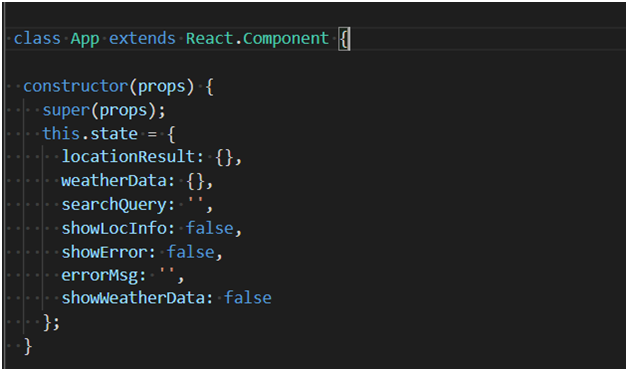 class App extends React.Component {
constructor(props) {
super(props);
this.state = {
locationResult: {},
weatherData: {},
searchQuery: '',
showLocInfo: false,
showError: false,
errorMsg: '',
showWeatherData: false
};
}